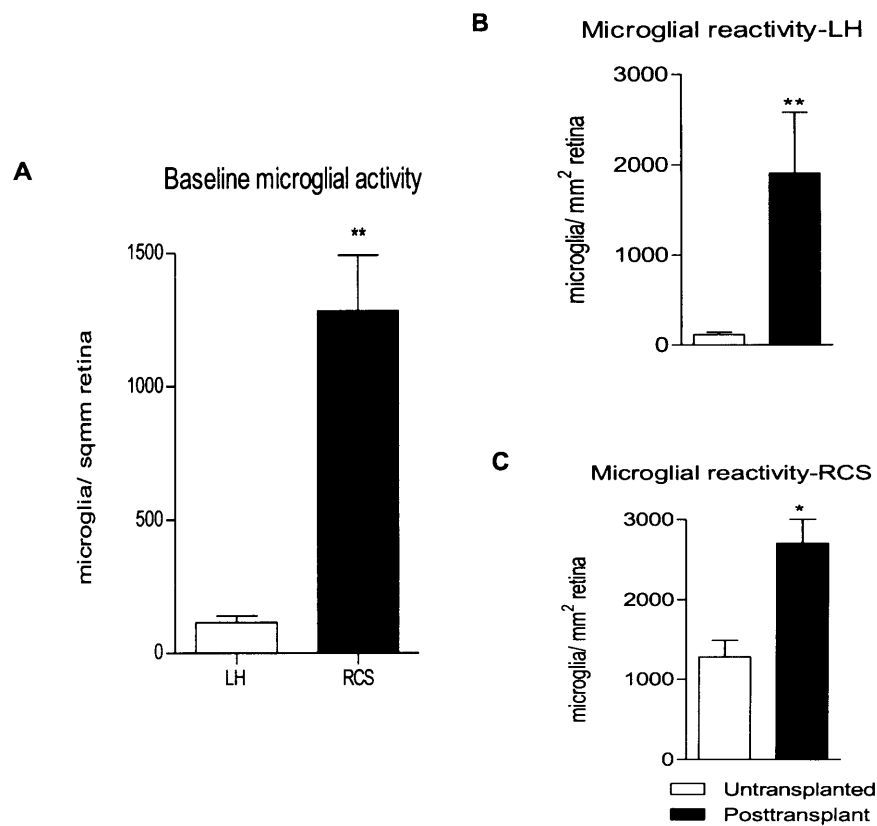 A
Baseline microglial activity
microglia/ sqmm retina
1500
1000
500
0
**
LH
RCS
B
Microglial reactivity-LH
microglia/ mm² retina
3000
2000
1000
0
**
C
Microglial reactivity-RCS
microglia/ mm² retina
3000
2000
1000
0
*
Untransplanted
Posttransplant